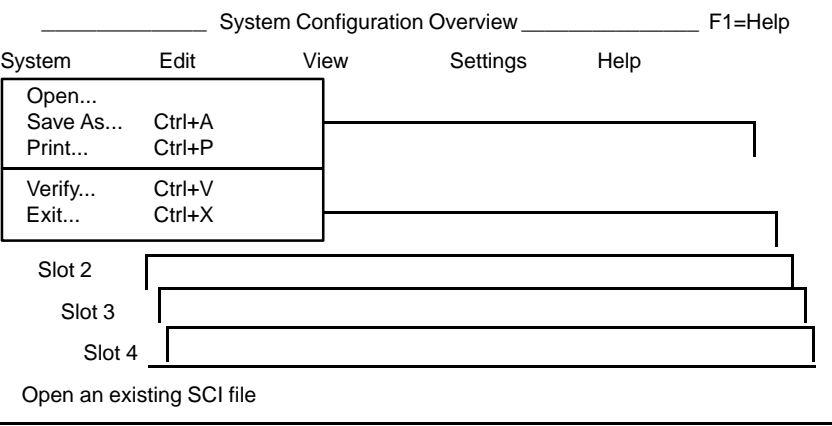 System Configuration Overview F1=Help
System Edit View Settings Help
Open...
Save As... Ctrl+A
Print... Ctrl+P
Verify... Ctrl+V
Exit... Ctrl+X
Slot 2
Slot 3
Slot 4
Open an existing SCI file